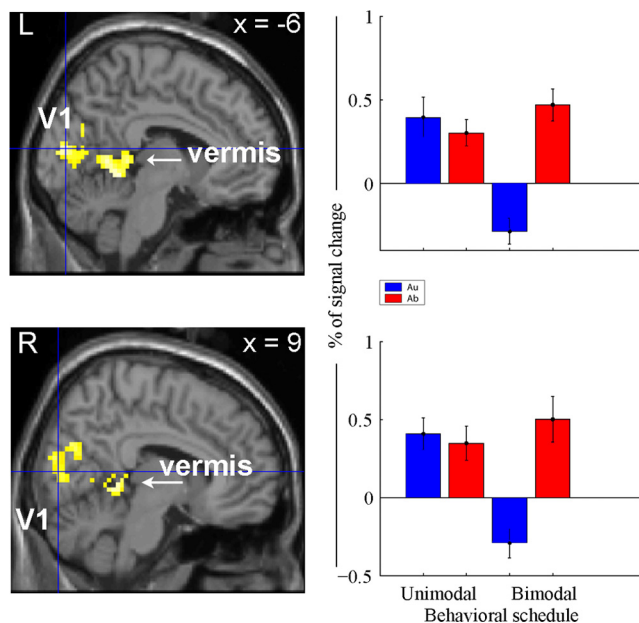 L
x = -6
V1
vermis
R
x = 9
vermis
V1
% of signal change
1
0.5
0
Au
Ab
1
0.5
0
−0.5
Unimodal
Bimodal
Behavioral schedule